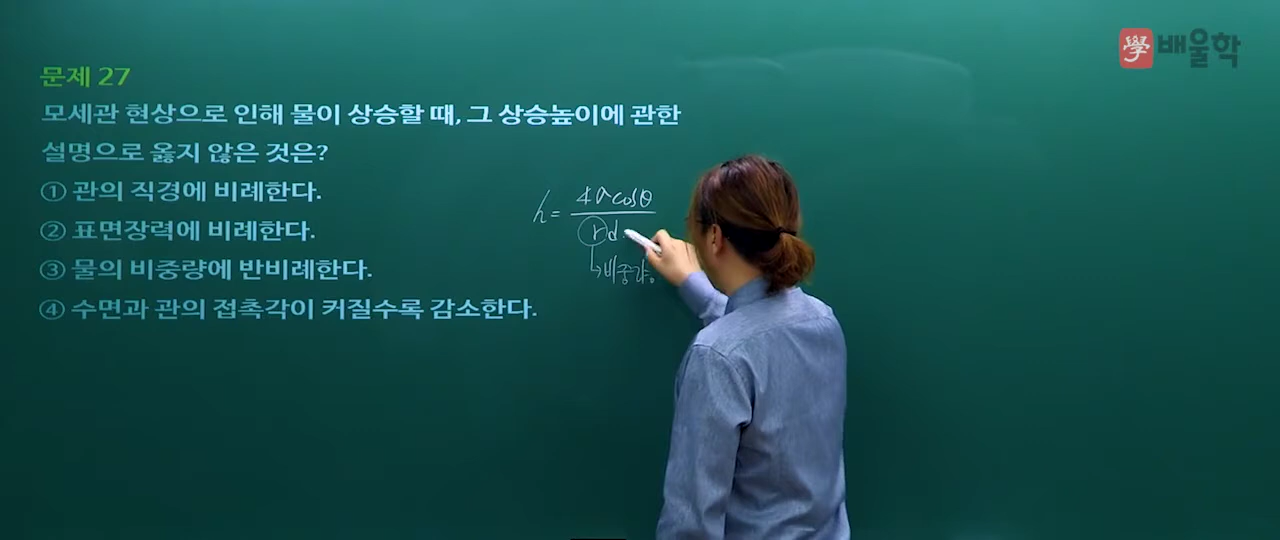 學 배울학
문제 27
모세관 현상으로 인해 물이 상승할 때, 그 상승높이에 관한
설명으로 옳지 않은 것은?
① 관의 직경에 비례한다.
② 표면장력에 비례한다.
③ 물의 비중량에 반비례한다.
④ 수면과 관의 접촉각이 커질수록 감소한다.
h = 4σcosθ
rd
↳비중량